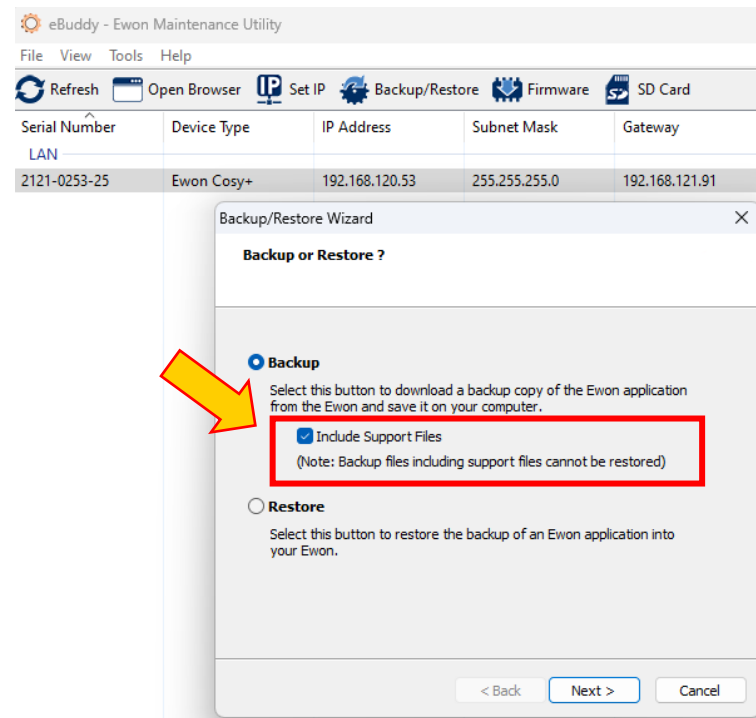 eBuddy - Ewon Maintenance Utility
File View Tools Help
Refresh Open Browser IP Set IP Backup/Restore Firmware SD SD Card
Serial Number Device Type IP Address Subnet Mask Gateway
LAN
2121-0253-25 Ewon Cosy+ 192.168.120.53 255.255.255.0 192.168.121.91
Backup/Restore Wizard
Backup or Restore ?
Backup
Select this button to download a backup copy of the Ewon application
from the Ewon and save it on your computer.
Include Support Files
(Note: Backup files including support files cannot be restored)
Restore
Select this button to restore the backup of an Ewon application into
your Ewon.
< Back Next > Cancel